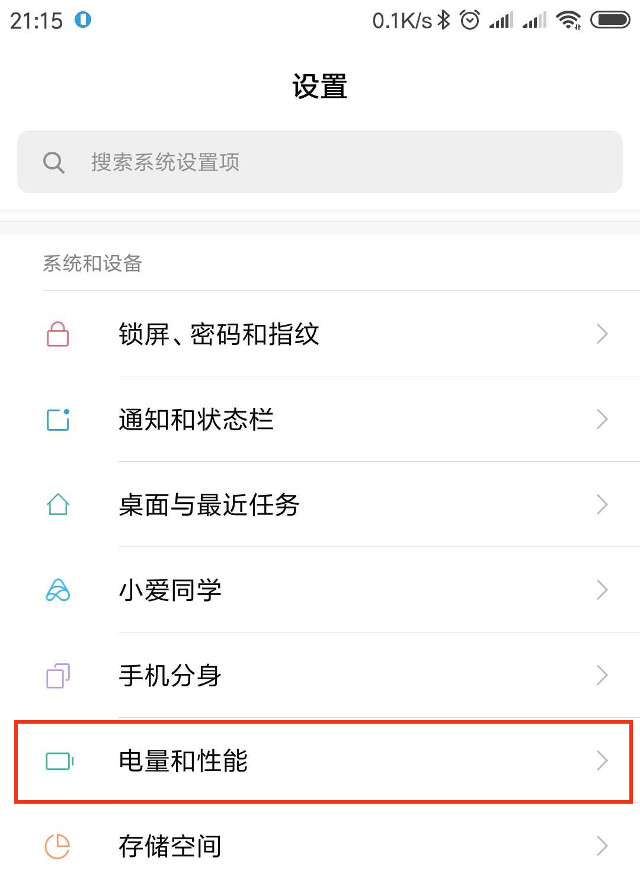 21:15 0.1K/s
设置
搜索系统设置项
系统和设备
锁屏、密码和指纹
通知和状态栏
桌面与最近任务
小爱同学
手机分身
电量和性能
存储空间